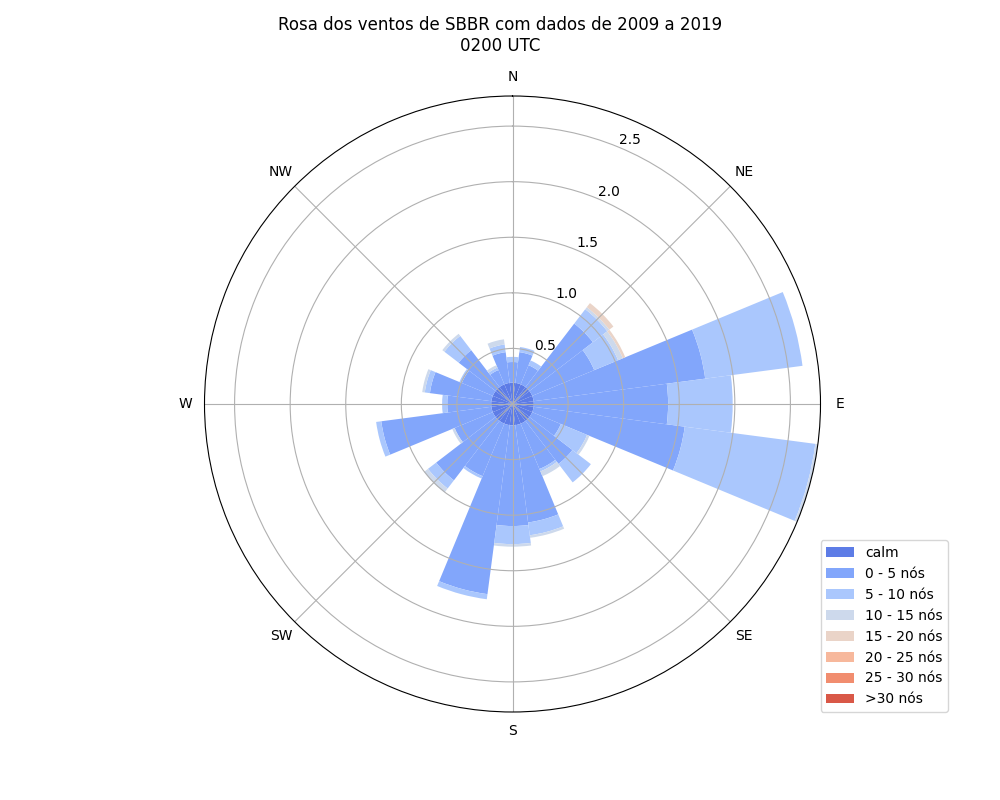 Rosa dos ventos de SBBR com dados de 2009 a 2019
0200 UTC
N
NW
NE
2.5
2.0
1.5
1.0
0.5
W
E
SW
SE
S
calm
0 - 5 nós
5 - 10 nós
10 - 15 nós
15 - 20 nós
20 - 25 nós
25 - 30 nós
>30 nós